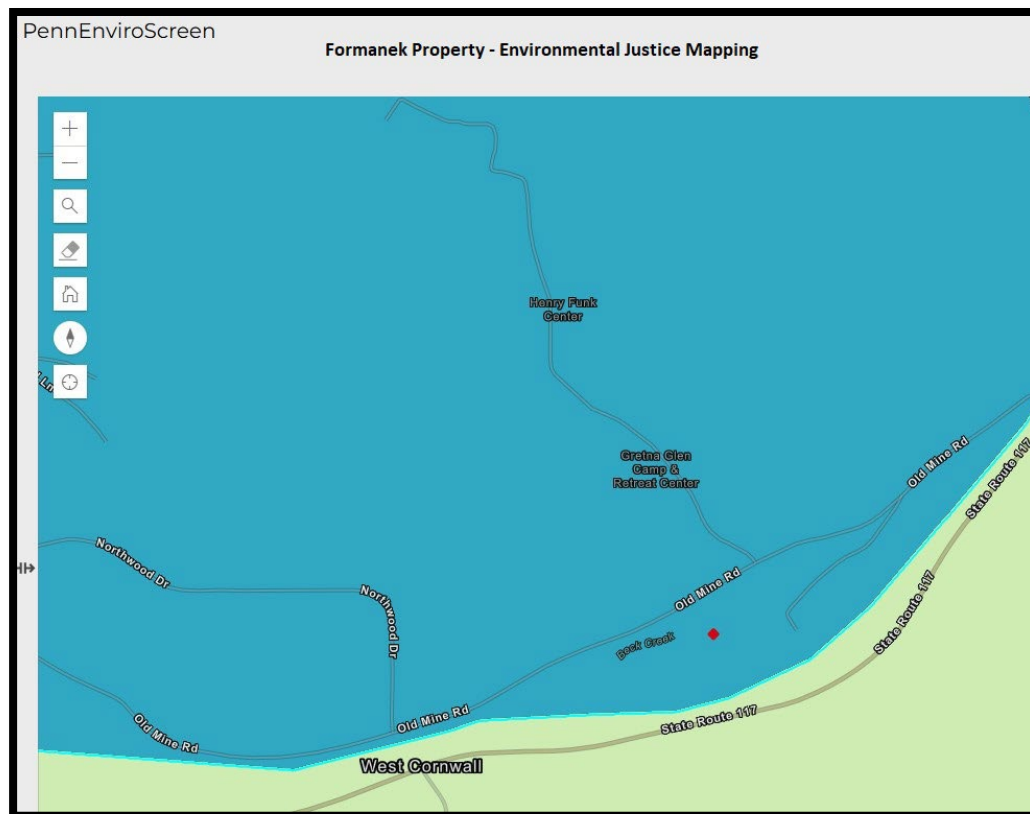 PennEnviroScreen
Formanek Property - Environmental Justice Mapping
Henry Funk
Center
Gretna Glen
Camp &
Retreat Center
Old Mine Rd
State Route 117
Northwood Dr
Northwood Dr
Old Mine Rd
State Route 117
Old Mine Rd
Old Mine Rd
State Route 117
West Cornwall